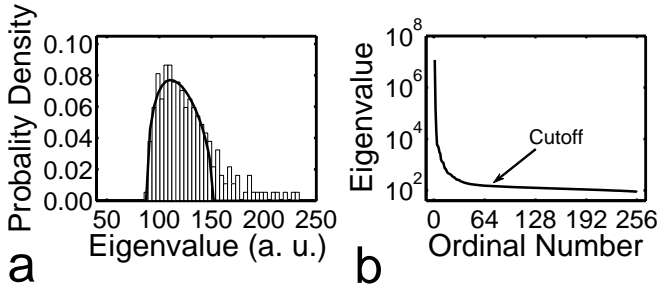 Probality Density
0.10
0.08
0.06
0.04
0.02
0.00
50 100 150 200 250
Eigenvalue (a. u.)
a
Eigenvalue
10^8
10^6
10^4
10^2
Cutoff
0 64 128 192 256
Ordinal Number
b